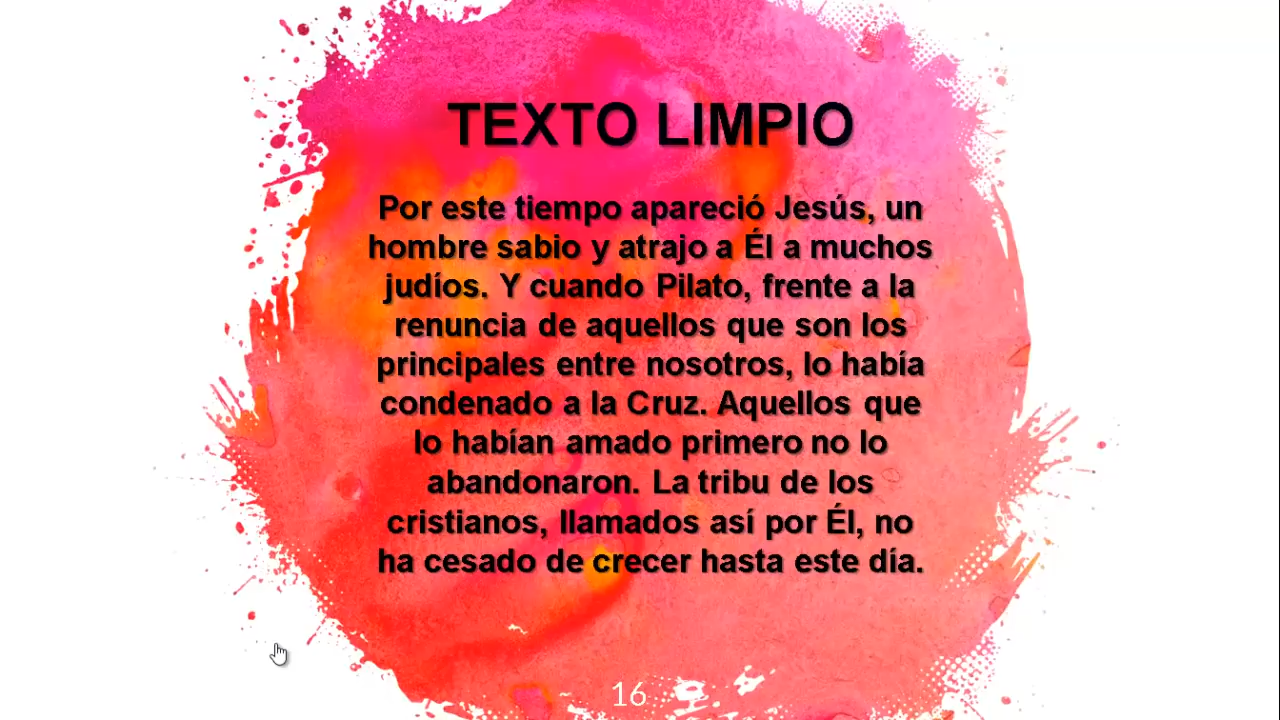 TEXTO LIMPIO
Por este tiempo apareció Jesús, un
hombre sabio y atrajo a Él a muchos
judíos. Y cuando Pilato, frente a la
renuncia de aquellos que son los
principales entre nosotros, lo había
condenado a la Cruz. Aquellos que
lo habían amado primero no lo
abandonaron. La tribu de los
cristianos, llamados así por Él, no
ha cesado de crecer hasta este día.
16